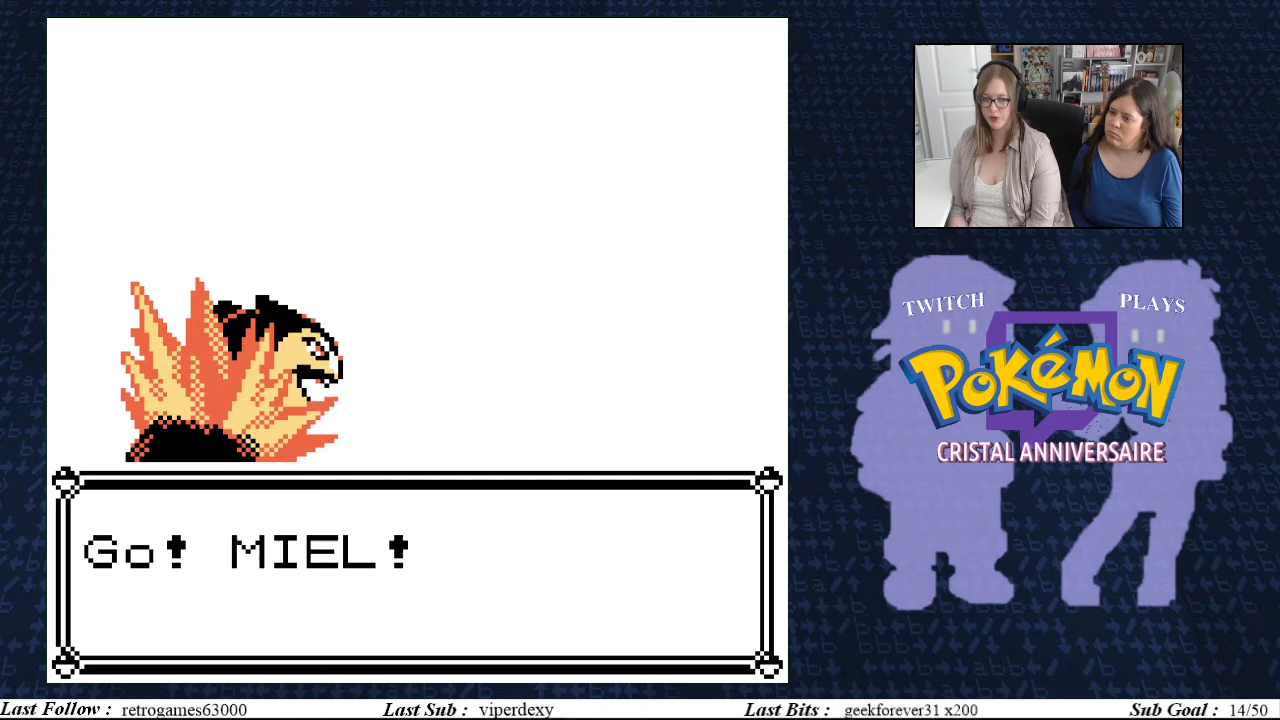 TWITCH PLAYS
POKéMON
CRISTAL ANNIVERSAIRE
Go! MIEL!
Last Follow : retrogames63000 Last Sub : viperdexy Last Bits : geekforever31 x200 Sub Goal : 14/50